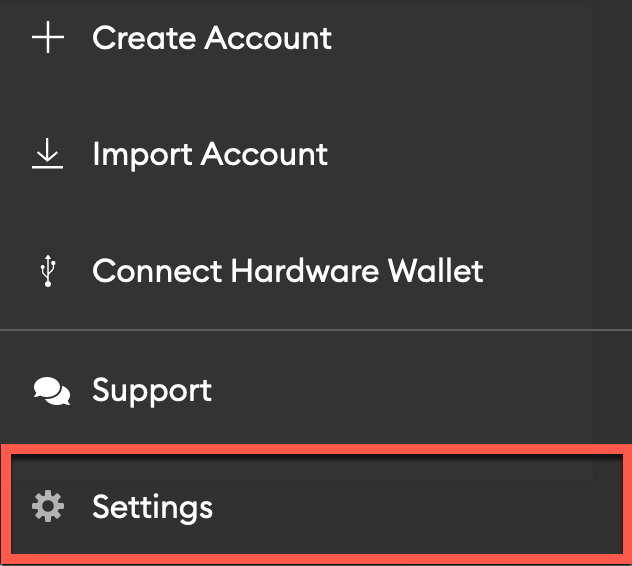 Create Account
Import Account
Connect Hardware Wallet
Support
Settings